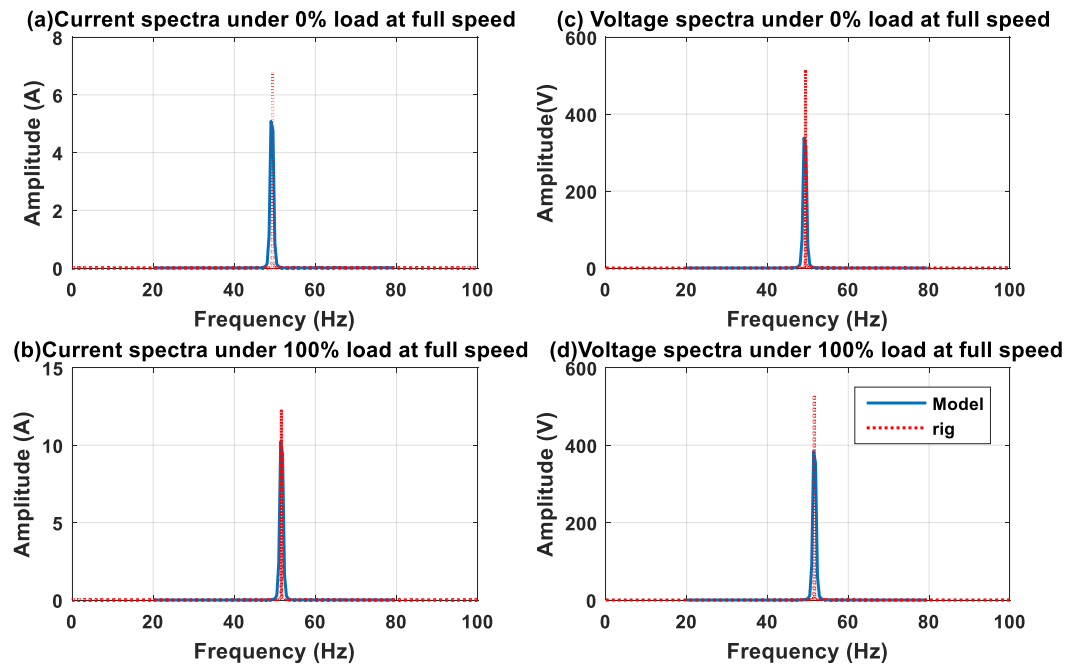 (a)Current spectra under 0% load at full speed
8
6
4
2
0
Amplitude (A)
0 20 40 60 80 100
Frequency (Hz)
(c) Voltage spectra under 0% load at full speed
600
400
200
0
Amplitude(V)
0 20 40 60 80 100
Frequency (Hz)
(b)Current spectra under 100% load at full speed
15
10
5
0
Amplitude (A)
0 20 40 60 80 100
Frequency (Hz)
(d)Voltage spectra under 100% load at full speed
600
400
200
0
Amplitude (V)
Model
rig
0 20 40 60 80 100
Frequency (Hz)